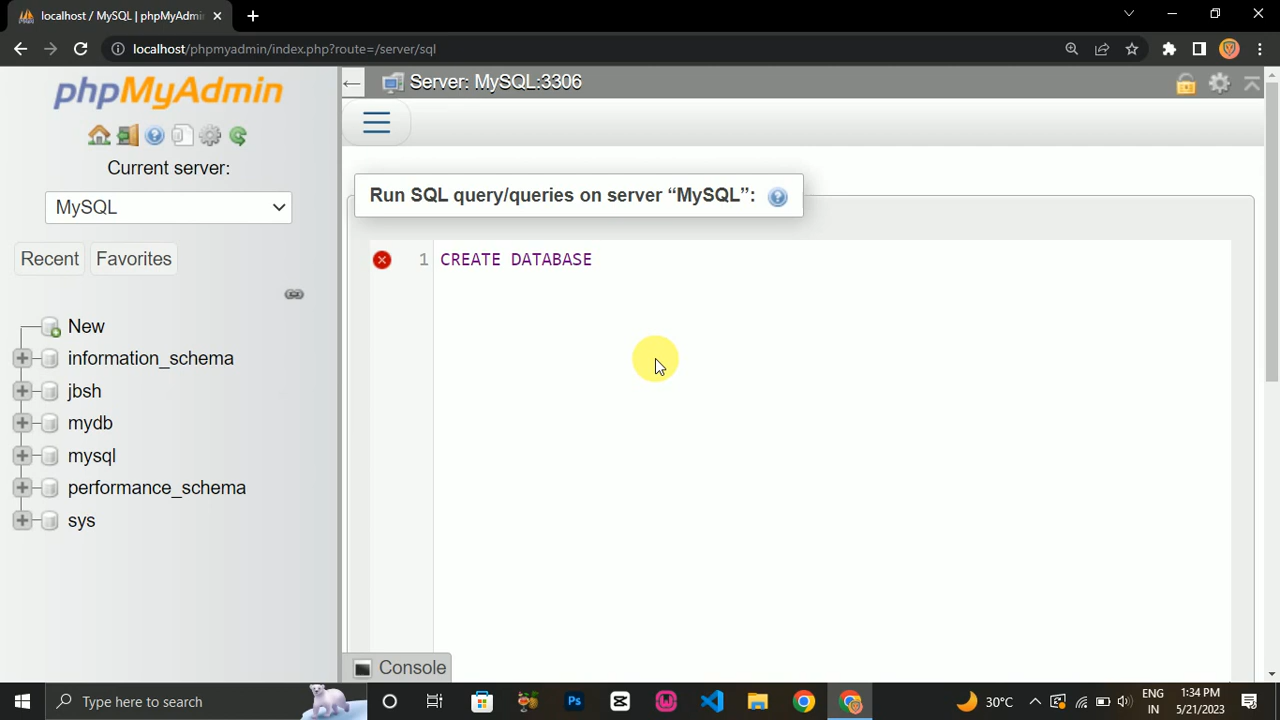 localhost / MySQL | phpMyAdmin
localhost/phpmyadmin/index.php?route=/server/sql
phpMyAdmin
Current server:
MySQL
Recent
Favorites
New
information_schema
jbsh
mydb
mysql
performance_schema
sys
Server: MySQL:3306
Run SQL query/queries on server “MySQL”:
1 CREATE DATABASE
Console
Type here to search
Ps
30°C
ENG
IN
1:34 PM
5/21/2023